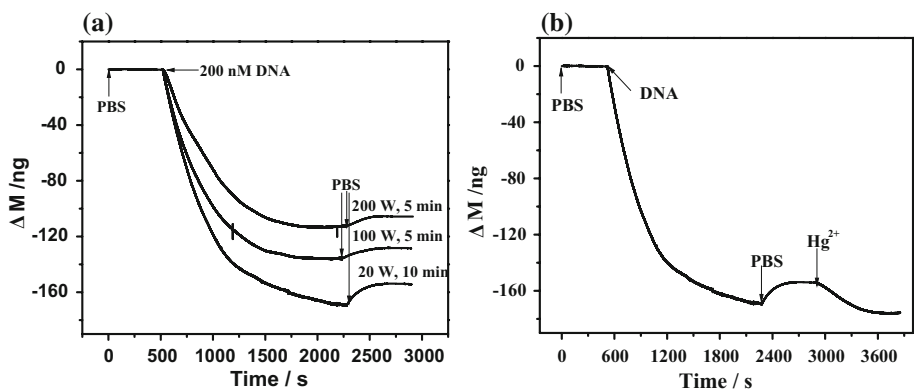 (a)
0
-40
-80
-120
-160
Δ M /ng
PBS
200 nM DNA
PBS
200 W, 5 min
100 W, 5 min
20 W, 10 min
0 500 1000 1500 2000 2500 3000
Time / s
(b)
0
-40
-80
-120
-160
Δ M /ng
PBS
DNA
PBS
Hg²⁺
0 600 1200 1800 2400 3000 3600
Time / s